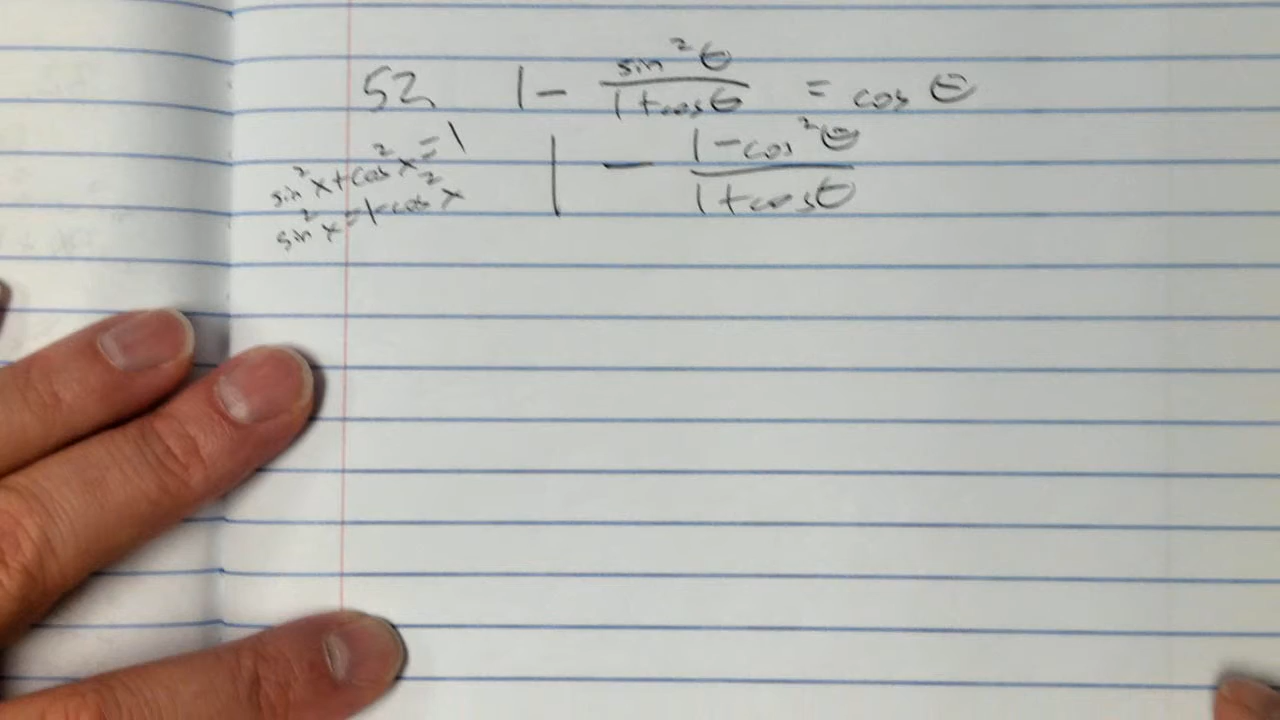 52 1 - sin²θ / 1+cosθ = cos θ
sin²x+cos²x=1
sin²x=1-cos²x
1 - 1-cos²θ / 1+cosθ